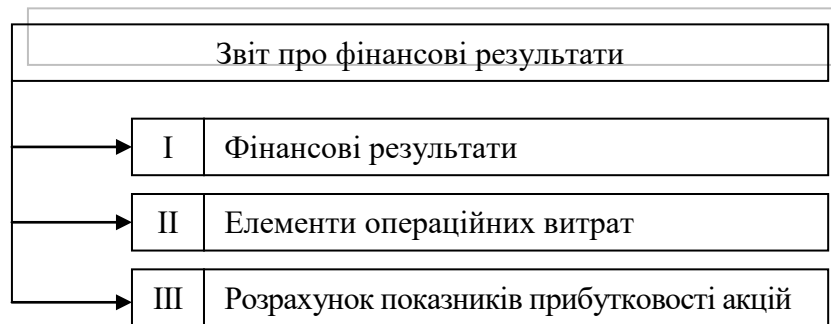 Звіт про фінансові результати
I Фінансові результати
II Елементи операційних витрат
III Розрахунок показників прибутковості акцій